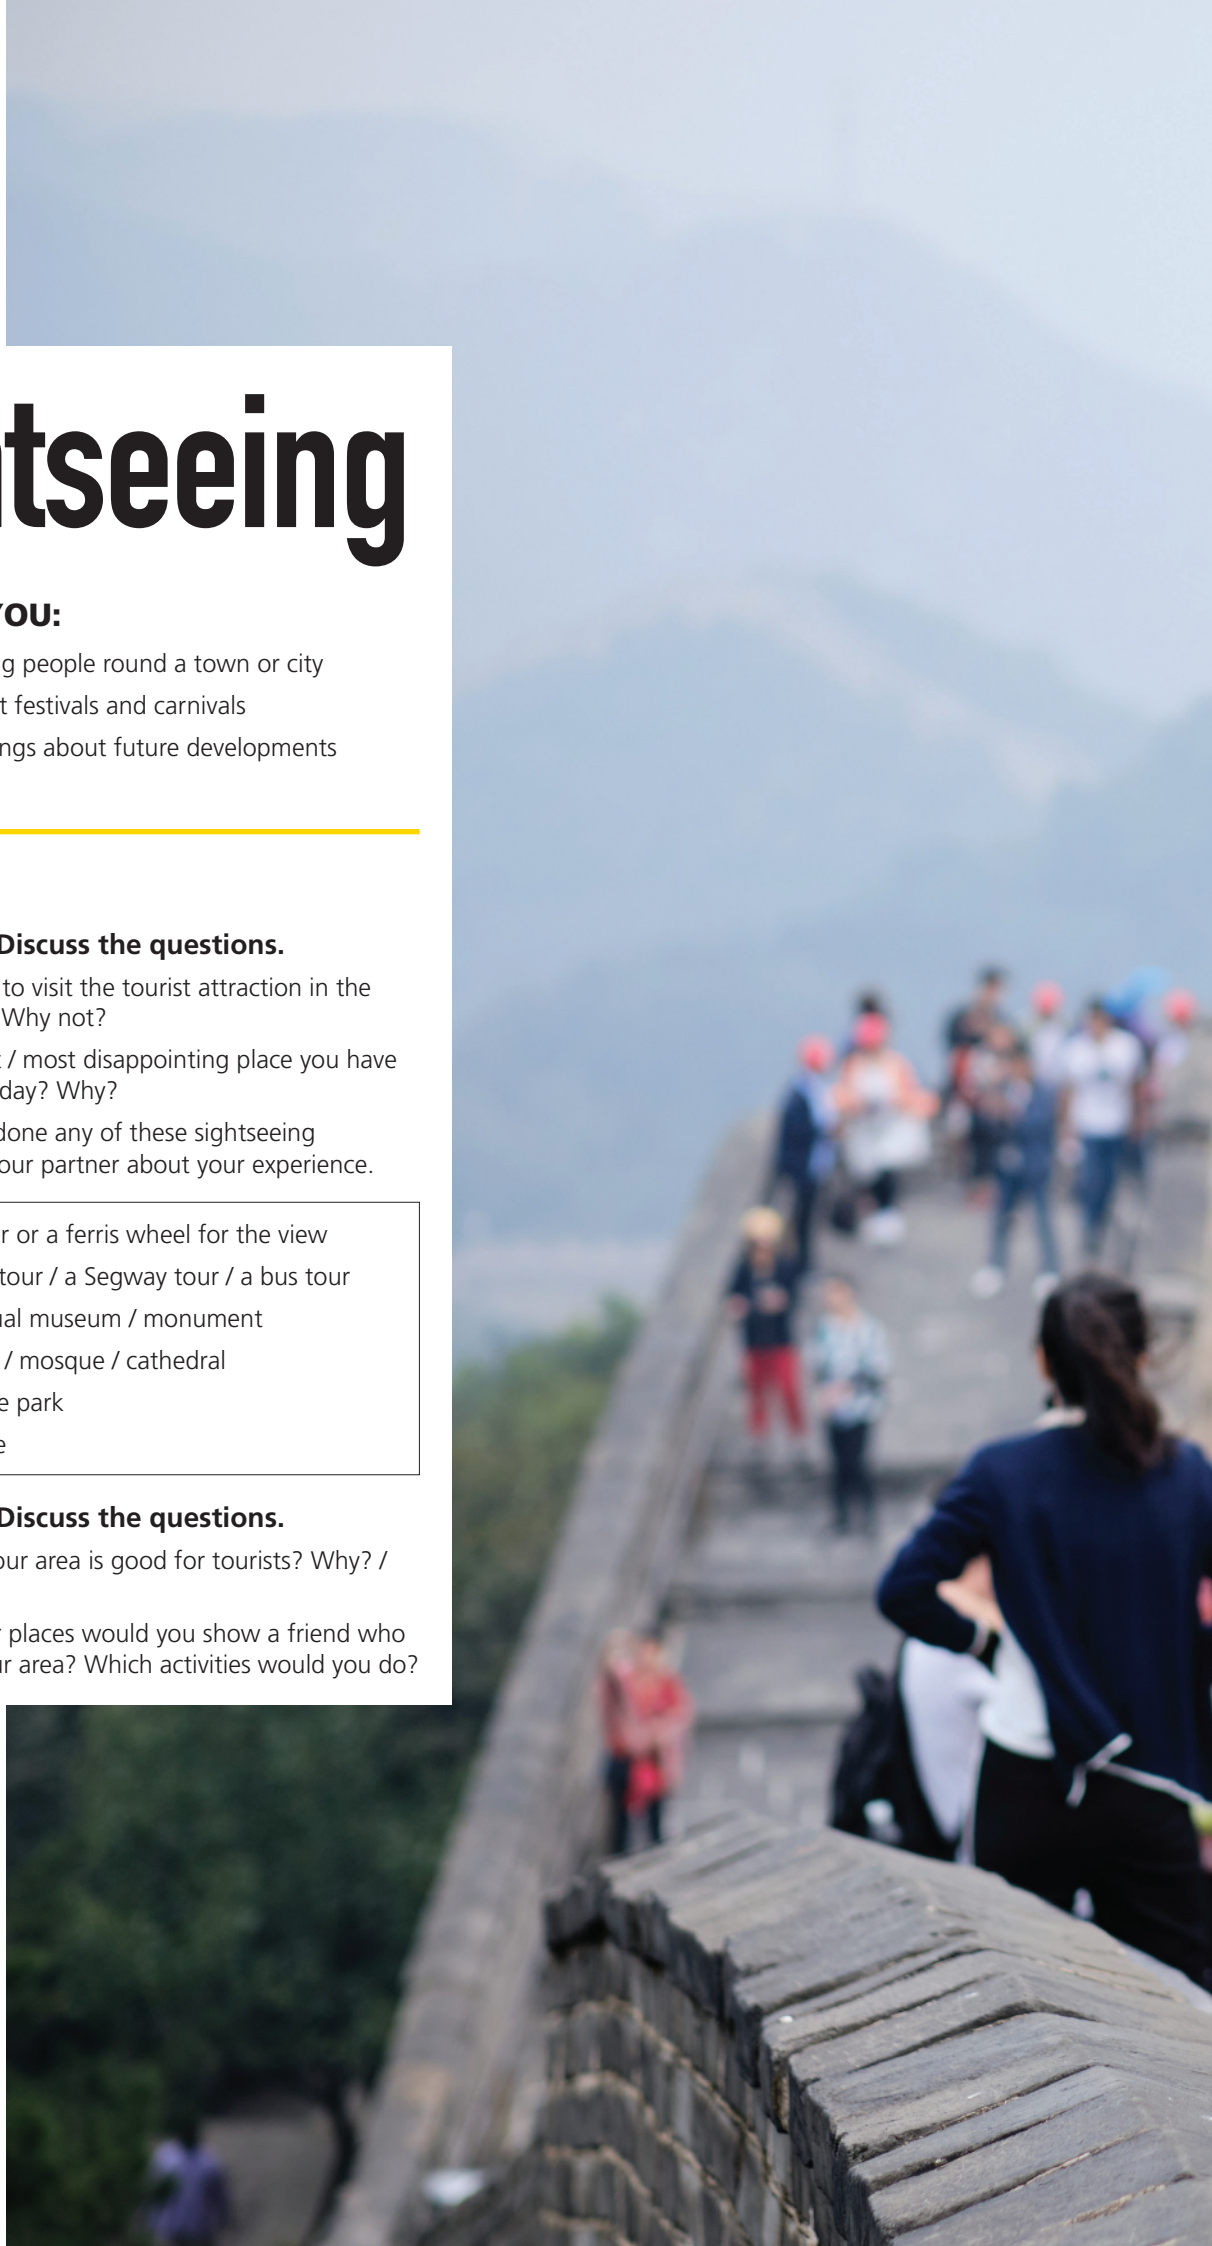 tseeing
YOU:
g people round a town or city
t festivals and carnivals
ngs about future developments
Discuss the questions.
to visit the tourist attraction in the
Why not?
/ most disappointing place you have
day? Why?
done any of these sightseeing
our partner about your experience.
r or a ferris wheel for the view
tour / a Segway tour / a bus tour
ual museum / monument
/ mosque / cathedral
e park
e
Discuss the questions.
our area is good for tourists? Why? /
r places would you show a friend who
ur area? Which activities would you do?